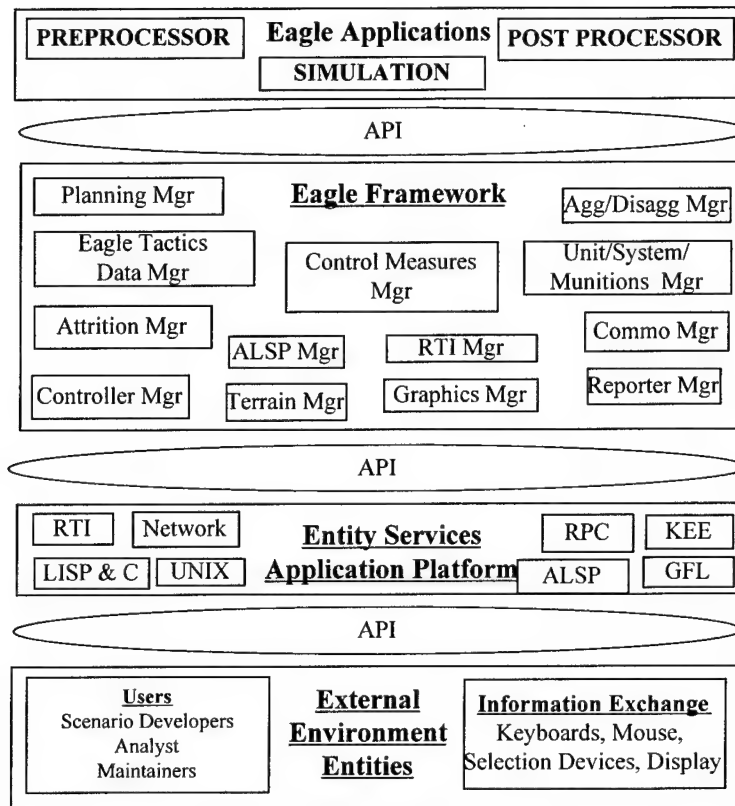 PREPROCESSOR
Eagle Applications
POST PROCESSOR
SIMULATION
API
Planning Mgr
Eagle Framework
Agg/Disagg Mgr
Eagle Tactics
Data Mgr
Control Measures
Mgr
Unit/System/
Munitions Mgr
Attrition Mgr
ALSP Mgr
RTI Mgr
Commo Mgr
Controller Mgr
Terrain Mgr
Graphics Mgr
Reporter Mgr
API
RTI
Network
Entity Services
Application Platform
RPC
KEE
LISP & C
UNIX
ALSP
GFL
API
Users
Scenario Developers
Analyst
Maintainers
External
Environment
Entities
Information Exchange
Keyboards, Mouse,
Selection Devices, Display